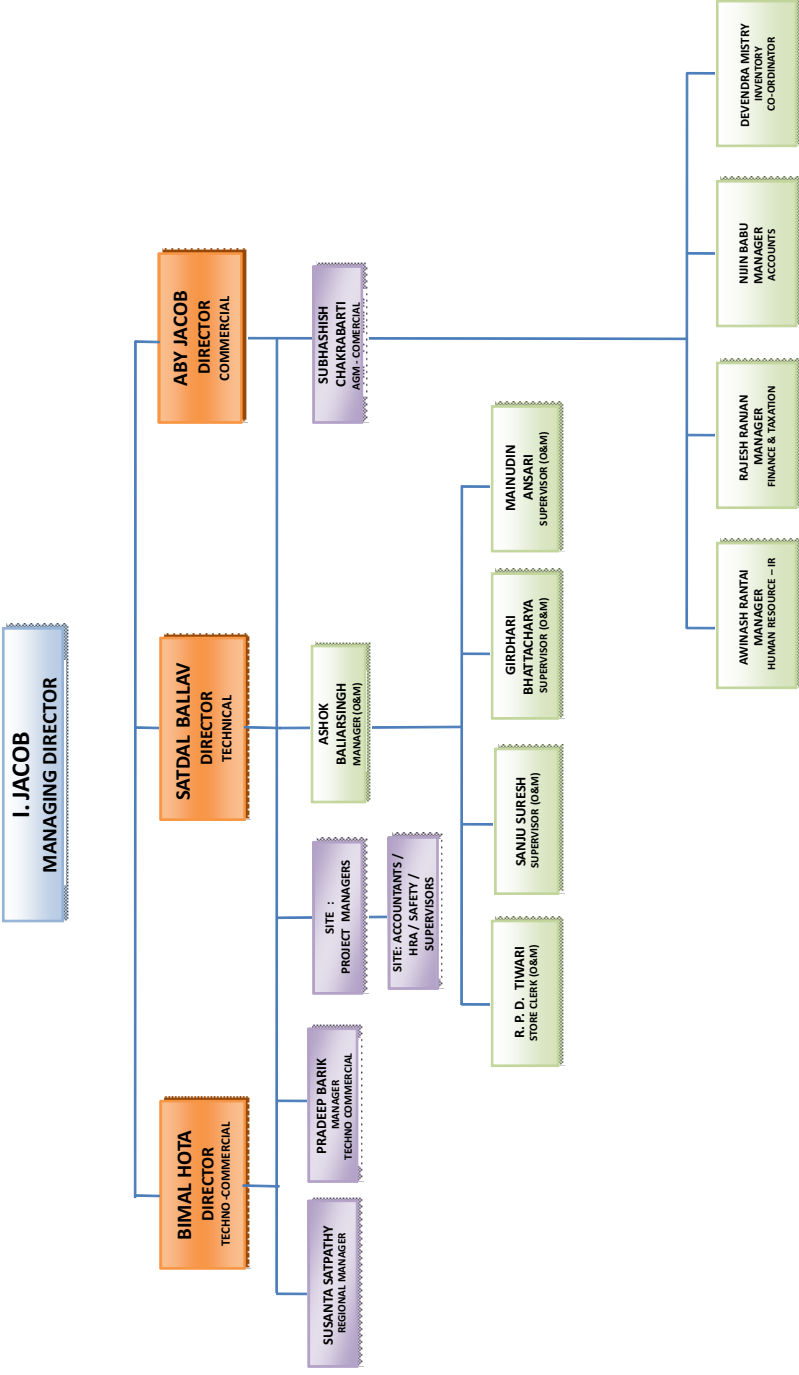 I. JACOB
MANAGING DIRECTOR
BIMAL HOTA
DIRECTOR
TECHNO -COMMERCIAL
SATDAL BALLAV
DIRECTOR
TECHNICAL
ABY JACOB
DIRECTOR
COMMERCIAL
SUSANTA SATPATHY
REGIONAL MANAGER
PRADEEP BARIK
MANAGER
TECHNO COMMERCIAL
SITE :
PROJECT MANAGERS
SITE: ACCOUNTANTS /
HRA / SAFETY /
SUPERVISORS
ASHOK
BALIARSINGH
MANAGER (O&M)
SUBHASHISH
CHAKRABARTI
AGM - COMERCIAL
R. P. D. TIWARI
STORE CLERK (O&M)
SANJU SURESH
SUPERVISOR (O&M)
GIRDHARI
BHATTACHARYA
SUPERVISOR (O&M)
MAINUDIN
ANSARI
SUPERVISOR (O&M)
AWINASH RANTAI
MANAGER
HUMAN RESOURCE – IR
RAJESH RANJAN
MANAGER
FINANCE & TAXATION
NIJIN BABU
MANAGER
ACCOUNTS
DEVENDRA MISTRY
INVENTORY
CO-ORDINATOR